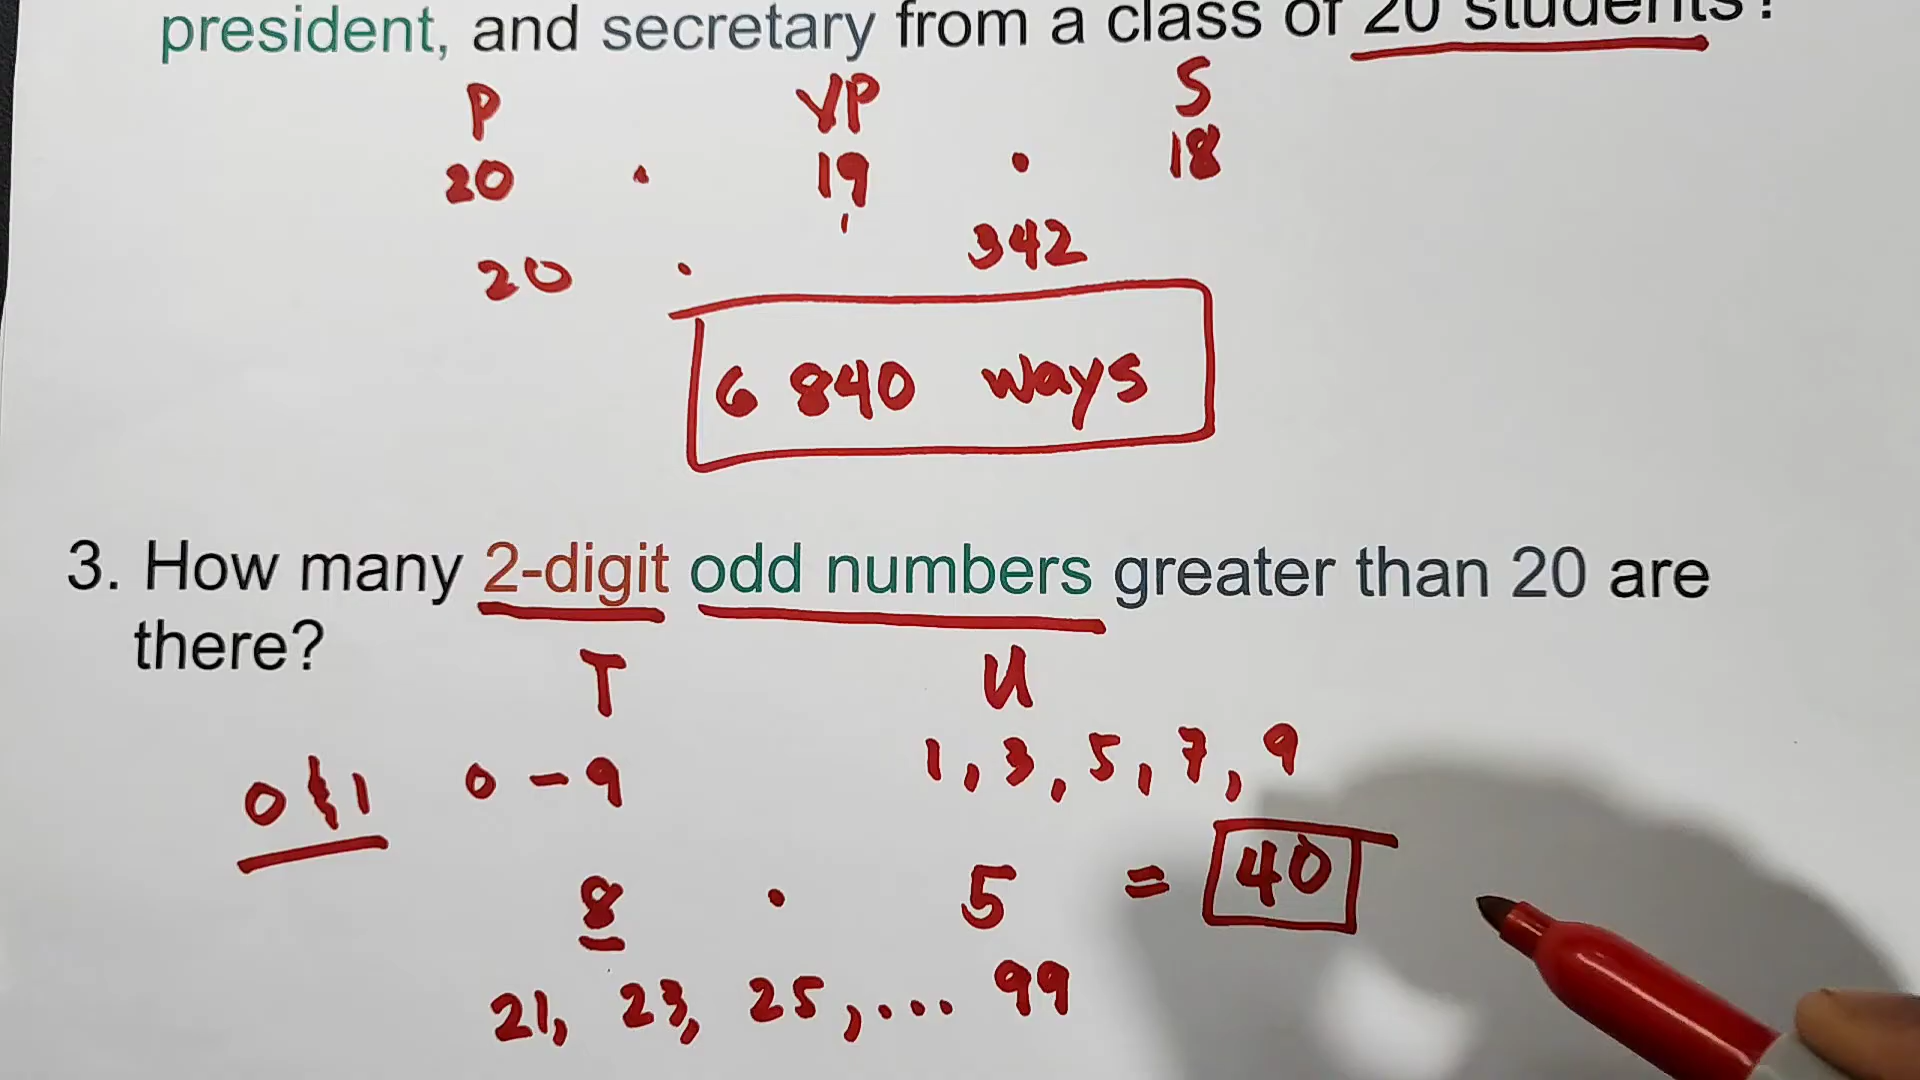 president, and secretary from a class of 20 students?
P VP S
20 . 19 . 18
20 . 342
6 840 ways
3. How many 2-digit odd numbers greater than 20 are
there?
T U
0 & 1 0 - 9 1, 3, 5, 7, 9
8 . 5 = 40
21, 23, 25, ... 99